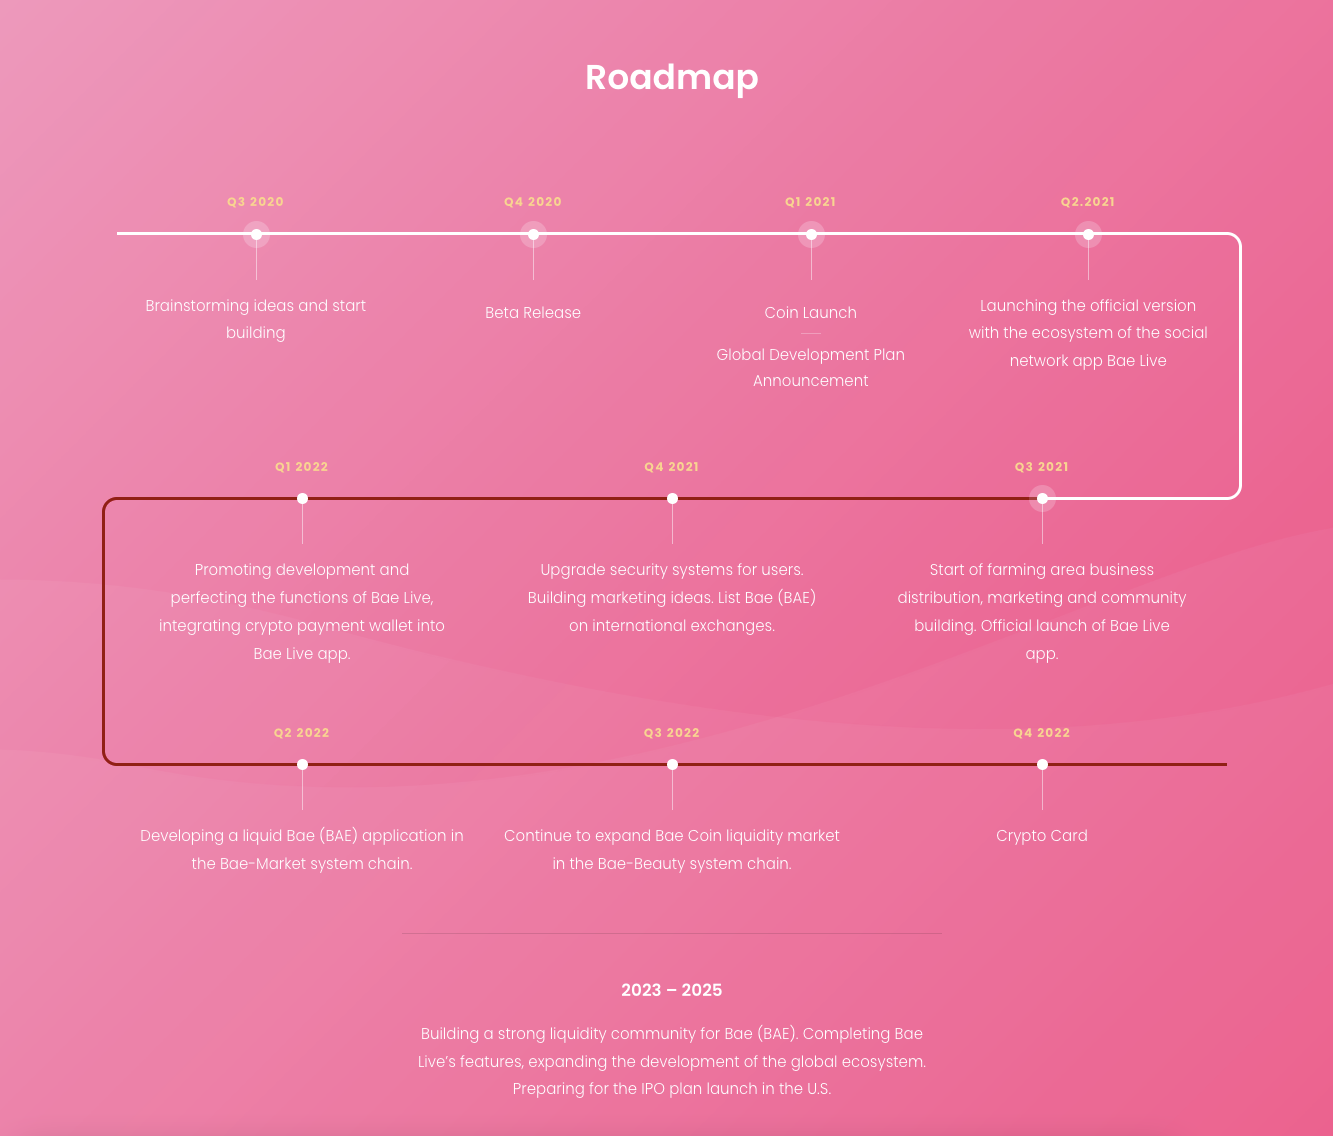 Roadmap
Q3 2020
Brainstorming ideas and start
building
Q4 2020
Beta Release
Q1 2021
Coin Launch
Global Development Plan
Announcement
Q2.2021
Launching the official version
with the ecosystem of the social
network app Bae Live
Q1 2022
Promoting development and
perfecting the functions of Bae Live,
integrating crypto payment wallet into
Bae Live app.
Q4 2021
Upgrade security systems for users.
Building marketing ideas. List Bae (BAE)
on international exchanges.
Q3 2021
Start of farming area business
distribution, marketing and community
building. Official launch of Bae Live
app.
Q2 2022
Developing a liquid Bae (BAE) application in
the Bae-Market system chain.
Q3 2022
Continue to expand Bae Coin liquidity market
in the Bae-Beauty system chain.
Q4 2022
Crypto Card
2023 – 2025
Building a strong liquidity community for Bae (BAE). Completing Bae
Live’s features, expanding the development of the global ecosystem.
Preparing for the IPO plan launch in the U.S.